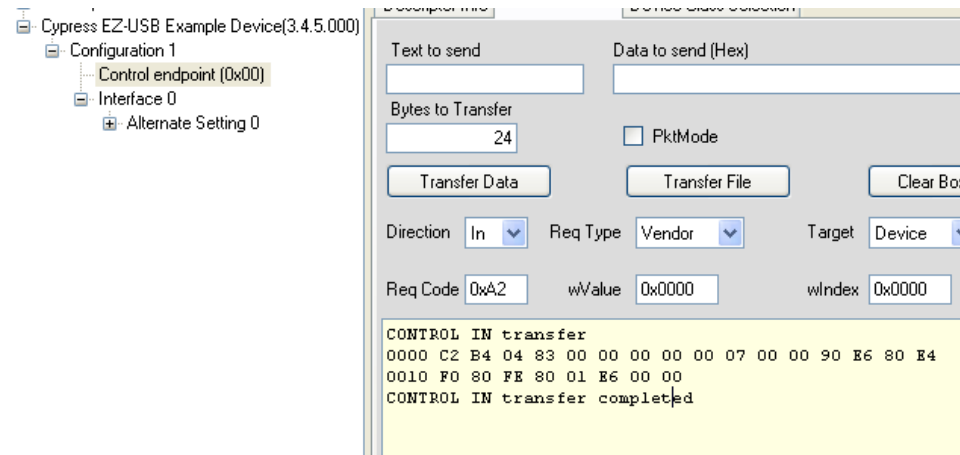 Cypress EZ-USB Example Device(3.4.5.000)
Configuration 1
Control endpoint (0x00)
Interface 0
Alternate Setting 0
Text to send Data to send (Hex)
Bytes to Transfer
24 PktMode
Transfer Data Transfer File Clear Bo
Direction In Req Type Vendor Target Device
Req Code 0xA2 wValue 0x0000 wIndex 0x0000
CONTROL IN transfer
0000 C2 B4 04 83 00 00 00 00 00 07 00 00 90 E6 80 E4
0010 F0 80 FE 80 01 E6 00 00
CONTROL IN transfer completed